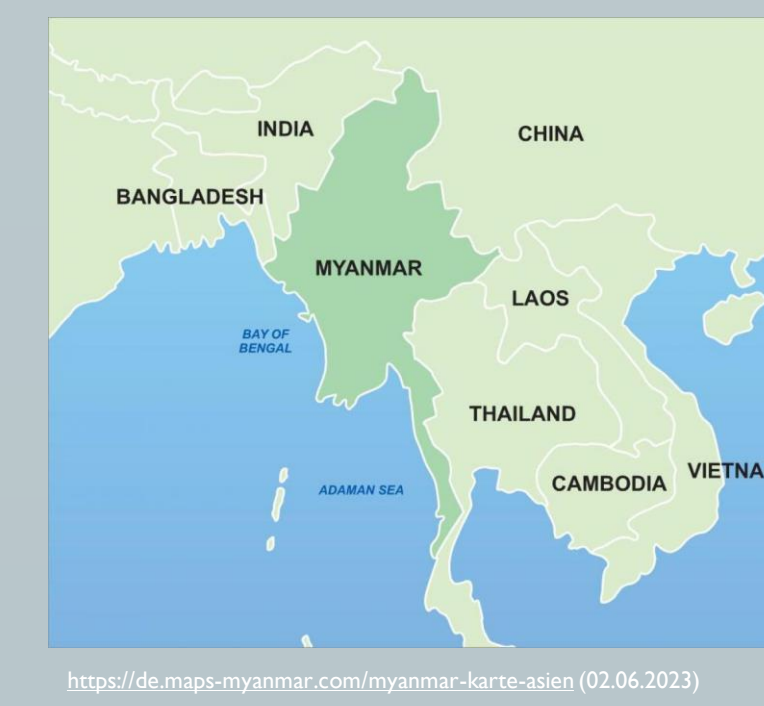 INDIA
CHINA
BANGLADESH
MYANMAR
LAOS
BAY OF
BENGAL
THAILAND
VIETNA
CAMBODIA
ADAMAN SEA
https://de.maps-myanmar.com/myanmar-karte-asien (02.06.2023)